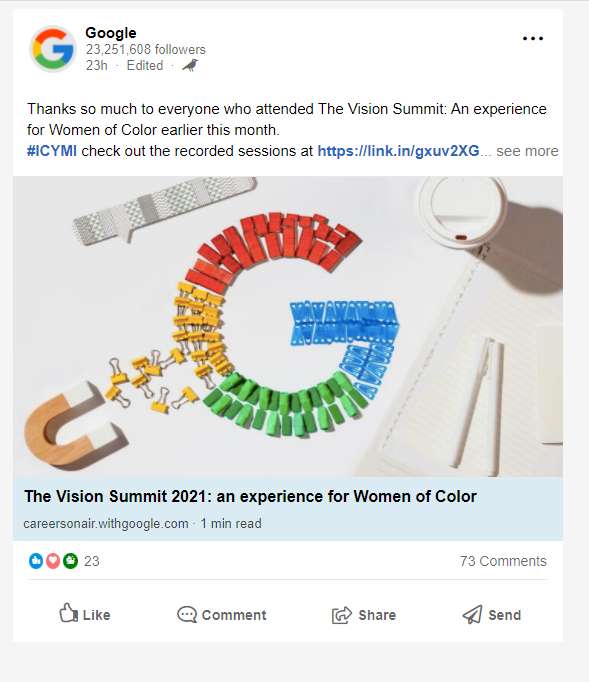 Google
23,251,608 followers
23h · Edited ·
Thanks so much to everyone who attended The Vision Summit: An experience
for Women of Color earlier this month.
#ICYMI check out the recorded sessions at https://link.in/gxuv2XG... see more
The Vision Summit 2021: an experience for Women of Color
careersonair.withgoogle.com · 1 min read
23
73 Comments
Like Comment Share Send